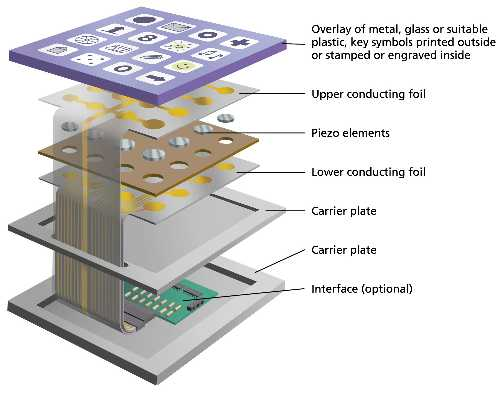 Overlay of metal, glass or suitable
plastic, key symbols printed outside
or stamped or engraved inside
Upper conducting foil
Piezo elements
Lower conducting foil
Carrier plate
Carrier plate
Interface (optional)
8